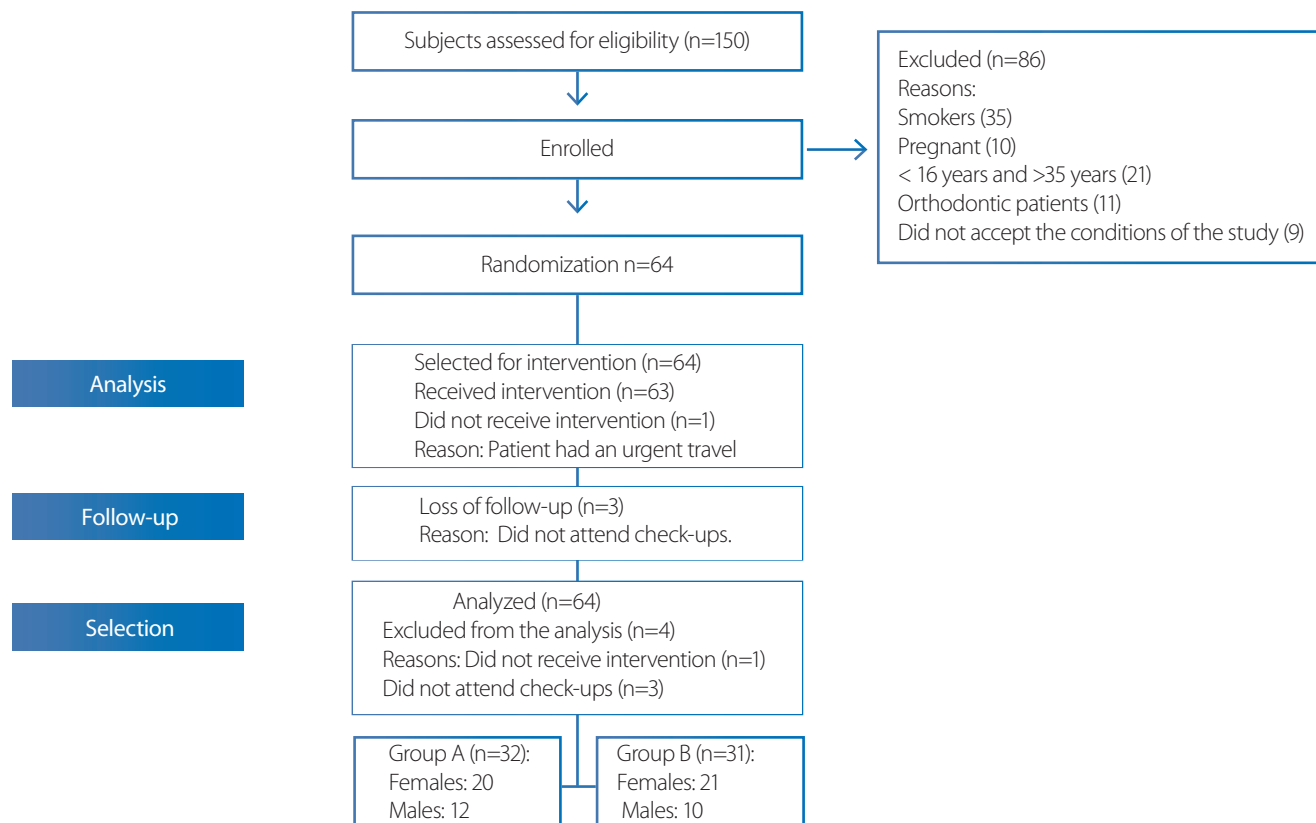 Subjects assessed for eligibility (n=150)
Excluded (n=86)
Reasons:
Smokers (35)
Pregnant (10)
< 16 years and >35 years (21)
Orthodontic patients (11)
Did not accept the conditions of the study (9)
Enrolled
Randomization n=64
Analysis
Selected for intervention (n=64)
Received intervention (n=63)
Did not receive intervention (n=1)
Reason: Patient had an urgent travel
Follow-up
Loss of follow-up (n=3)
Reason: Did not attend check-ups.
Selection
Analyzed (n=64)
Excluded from the analysis (n=4)
Reasons: Did not receive intervention (n=1)
Did not attend check-ups (n=3)
Group A (n=32):
Females: 20
Males: 12
Group B (n=31):
Females: 21
Males: 10